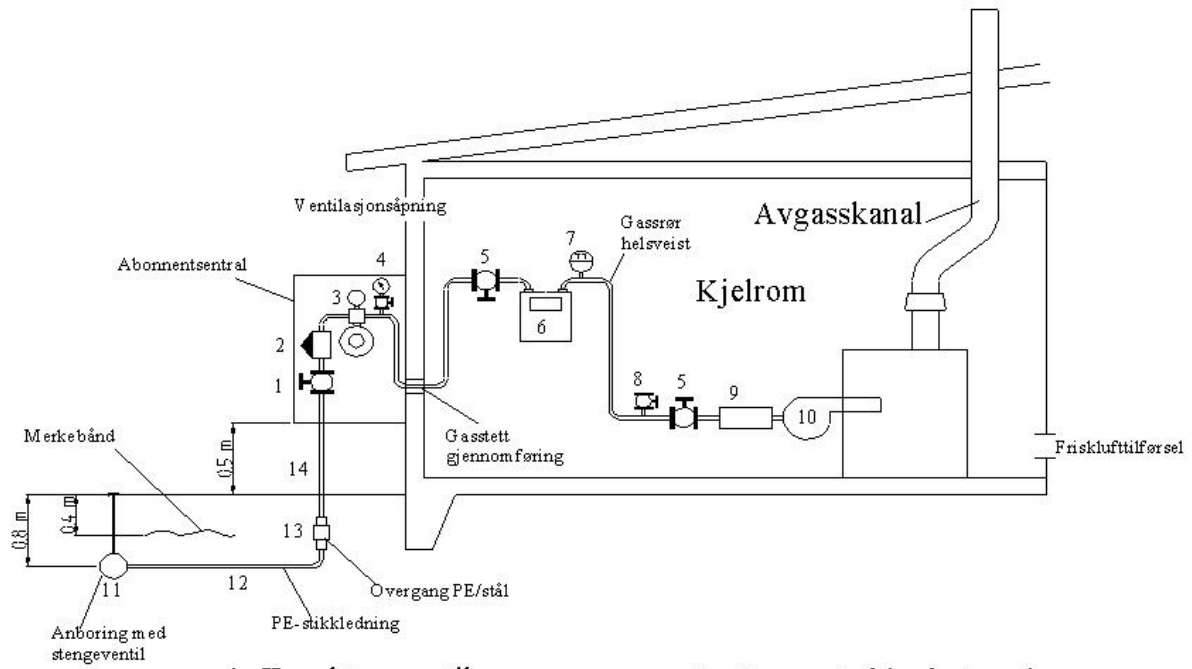 Ventilasjonsåpning
Avgasskanal
Gassrør
helsveist
7
5
4
Abonnentsentral
Kjelrom
3
6
2
1
8
5
9
10
Merkebånd
0.5 m
Gasstett
gjennomføring
Frisklufttilførsel
14
0.8 m
0.4 m
13
11
12
Overgang PE/stål
PE-stikkledning
Anboring med
stengeventil